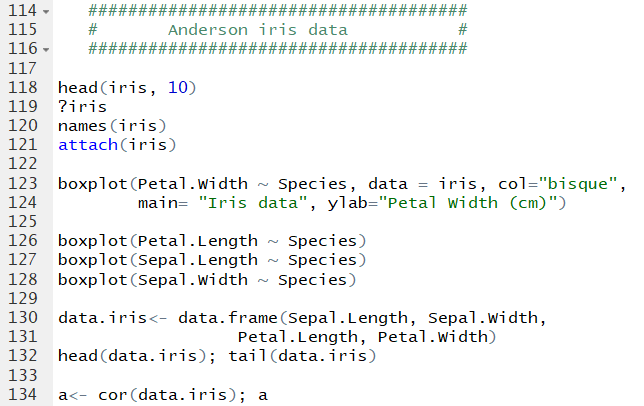 114 ######################################
115 # Anderson iris data #
116 ######################################
117
118 head(iris, 10)
119 ?iris
120 names(iris)
121 attach(iris)
122
123 boxplot(Petal.Width ~ Species, data = iris, col="bisque",
124 main= "Iris data", ylab="Petal Width (cm)")
125
126 boxplot(Petal.Length ~ Species)
127 boxplot(Sepal.Length ~ Species)
128 boxplot(Sepal.Width ~ Species)
129
130 data.iris<- data.frame(Sepal.Length, Sepal.Width,
131 Petal.Length, Petal.Width)
132 head(data.iris); tail(data.iris)
133
134 a<- cor(data.iris); a